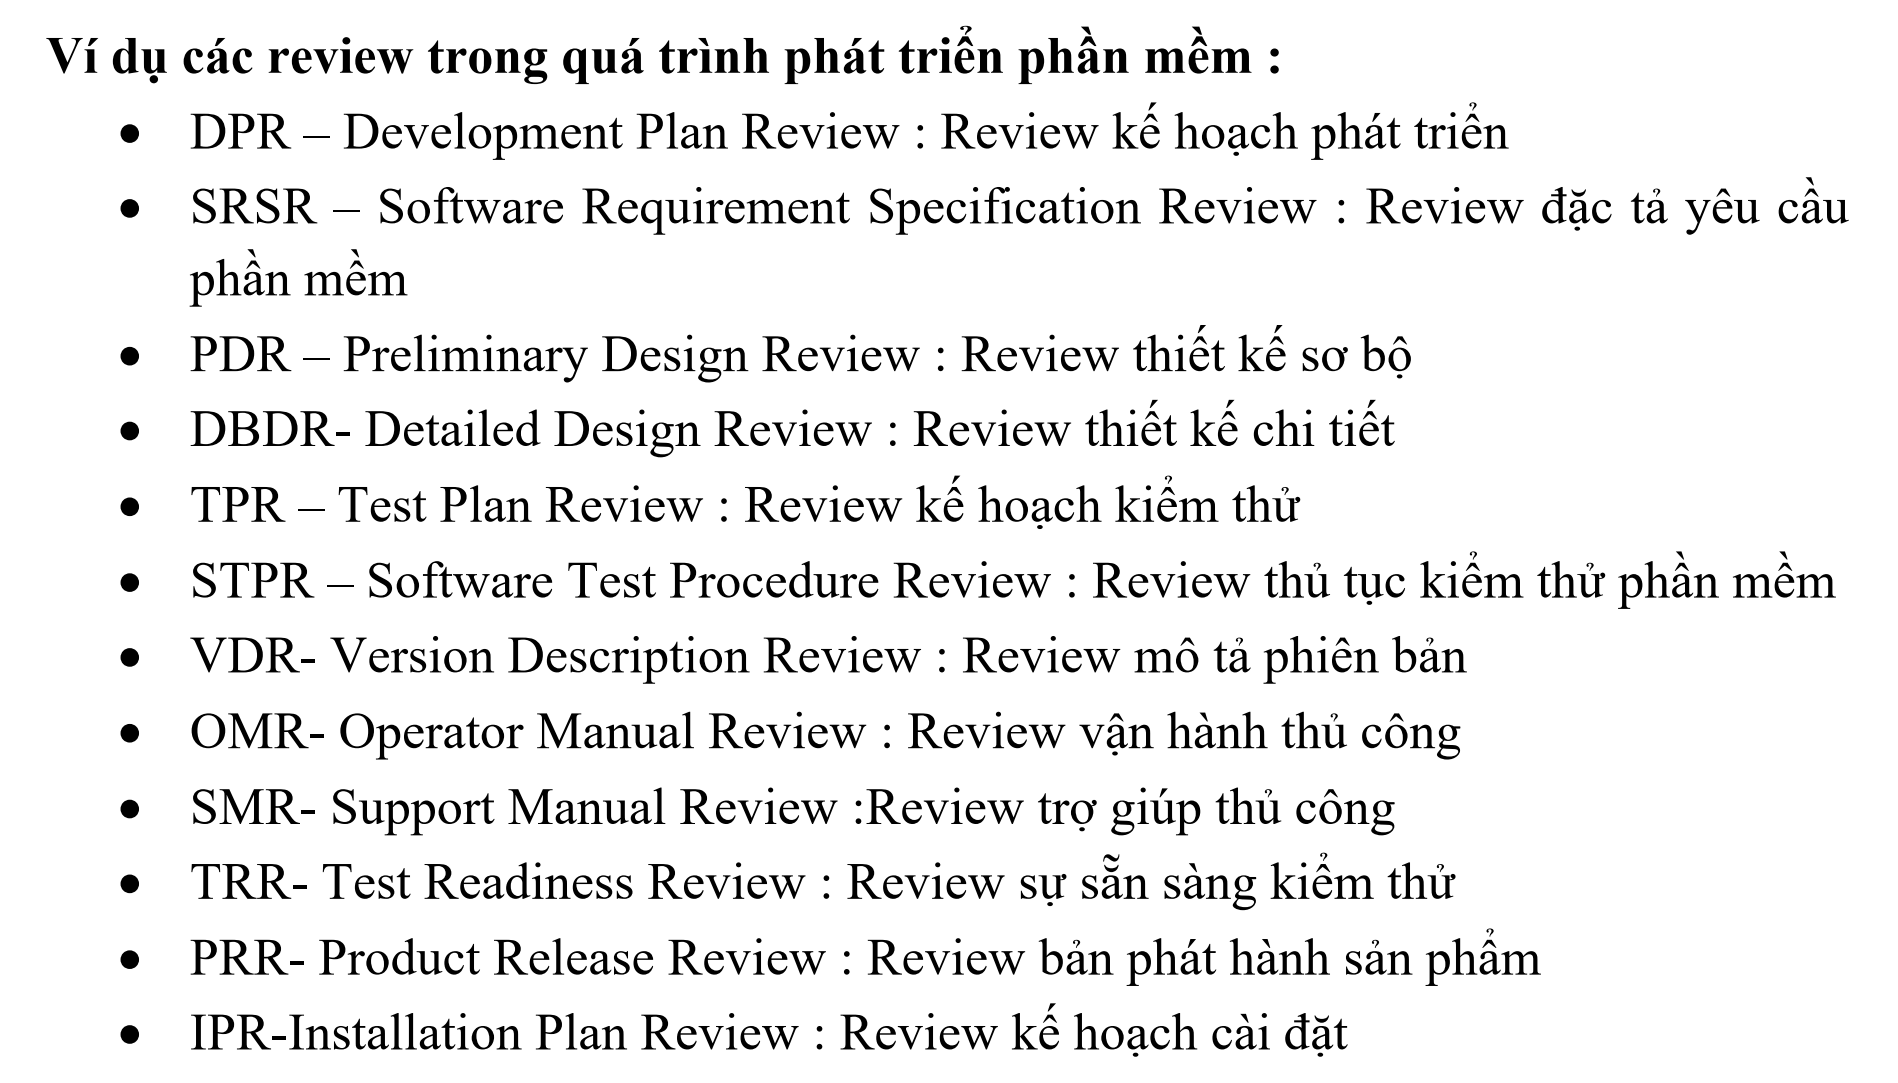 Ví dụ các review trong quá trình phát triển phần mềm :
• DPR – Development Plan Review : Review kế hoạch phát triển
• SRSR – Software Requirement Specification Review : Review đặc tả yêu cầu
phần mềm
• PDR – Preliminary Design Review : Review thiết kế sơ bộ
• DBDR- Detailed Design Review : Review thiết kế chi tiết
• TPR – Test Plan Review : Review kế hoạch kiểm thử
• STPR – Software Test Procedure Review : Review thủ tục kiểm thử phần mềm
• VDR- Version Description Review : Review mô tả phiên bản
• OMR- Operator Manual Review : Review vận hành thủ công
• SMR- Support Manual Review :Review trợ giúp thủ công
• TRR- Test Readiness Review : Review sự sẵn sàng kiểm thử
• PRR- Product Release Review : Review bản phát hành sản phẩm
• IPR-Installation Plan Review : Review kế hoạch cài đặt